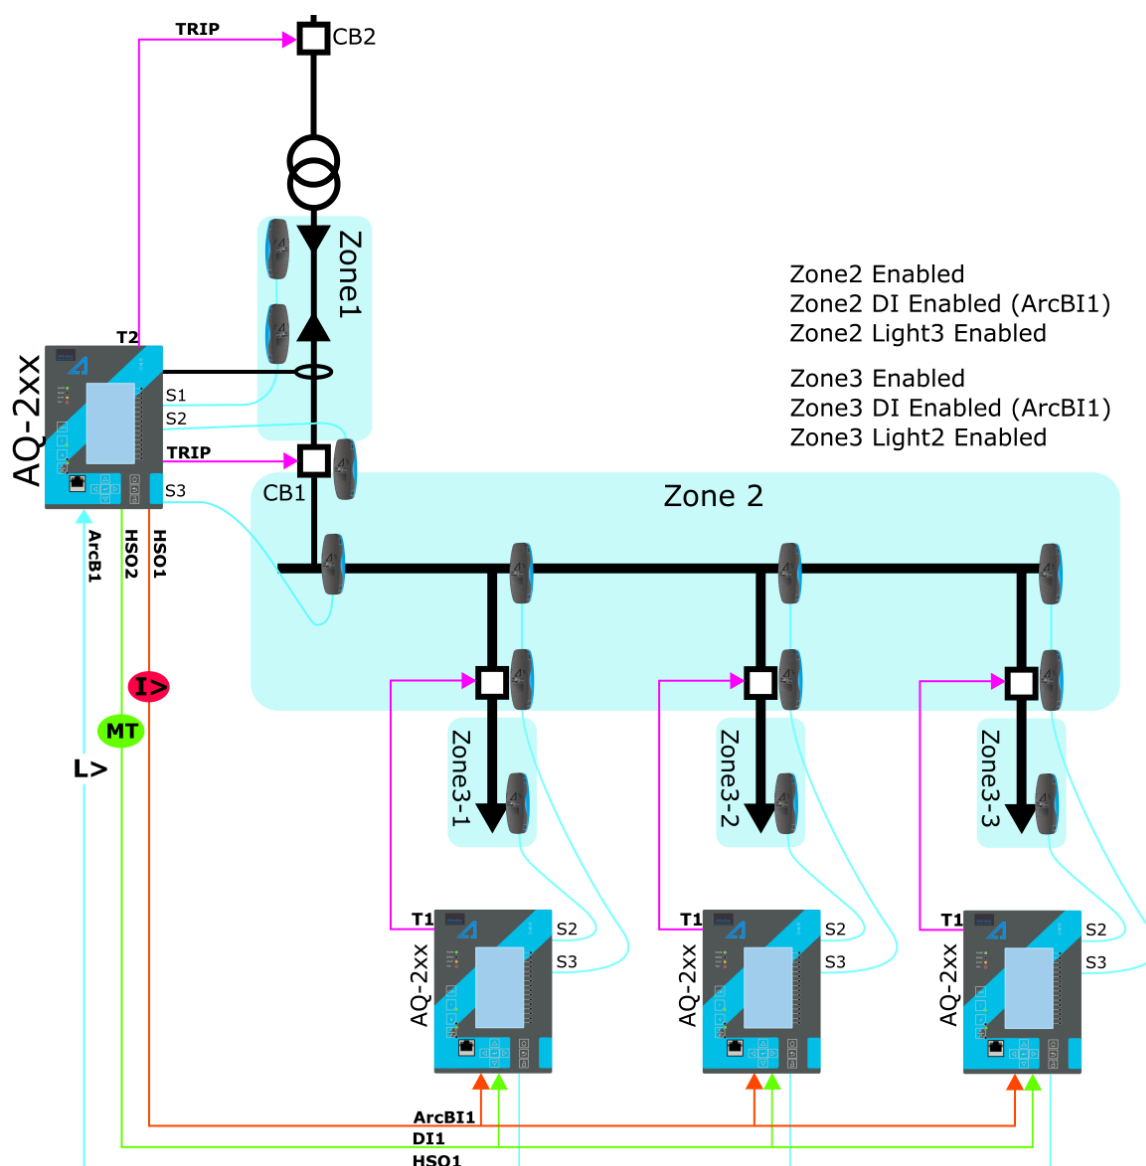 TRIP
CB2
Zone1
Zone2 Enabled
Zone2 DI Enabled (ArcBI1)
Zone2 Light3 Enabled
Zone3 Enabled
Zone3 DI Enabled (ArcBI1)
Zone3 Light2 Enabled
T2
AQ-2xx
S1
S2
TRIP
S3
CB1
Zone 2
ArcB1
HSO2
HSO1
I>
MT
L>
Zone3-1
Zone3-2
Zone3-3
T1
S2
S3
AQ-2xx
T1
S2
S3
AQ-2xx
T1
S2
S3
AQ-2xx
ArcBI1
DI1
HSO1